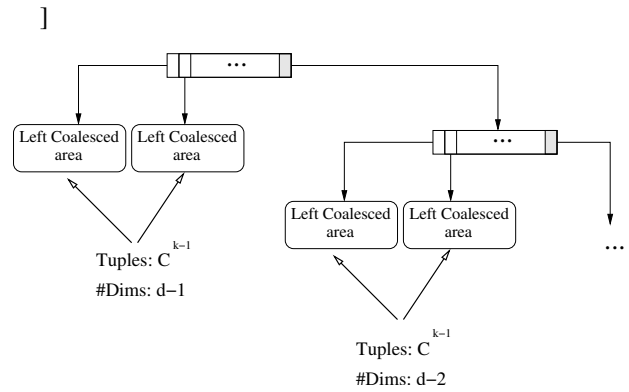 ]
...
Left Coalesced
area
Left Coalesced
area
...
Left Coalesced
area
Left Coalesced
area
...
Tuples: C^k−1
#Dims: d−1
Tuples: C^k−1
#Dims: d−2